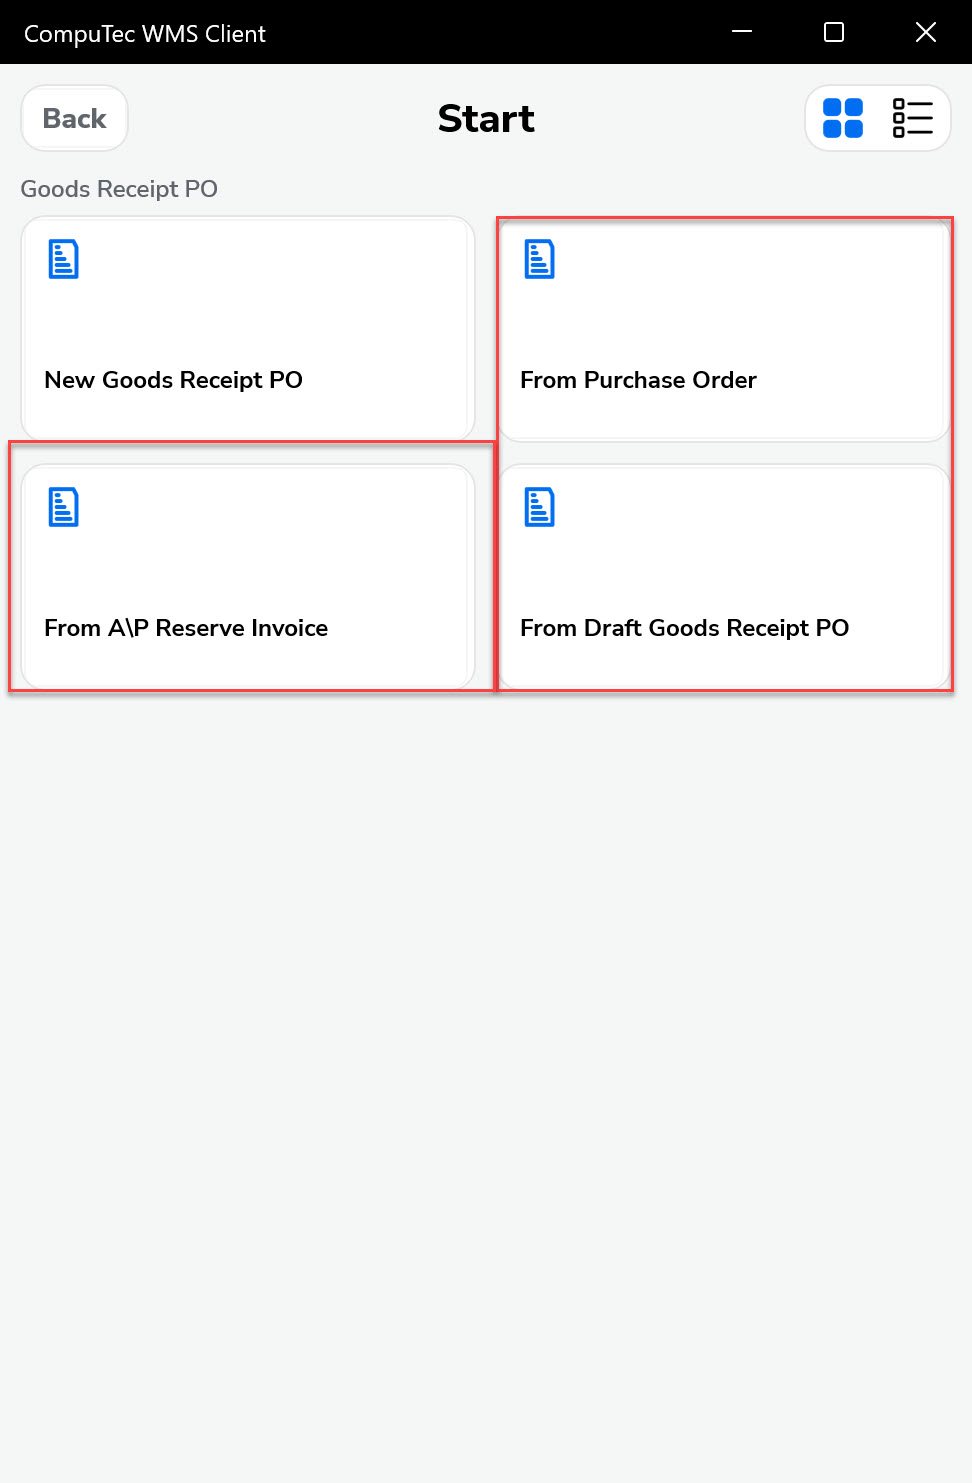 CompuTec WMS Client
Back
Start
Goods Receipt PO
New Goods Receipt PO
From Purchase Order
From A\P Reserve Invoice
From Draft Goods Receipt PO